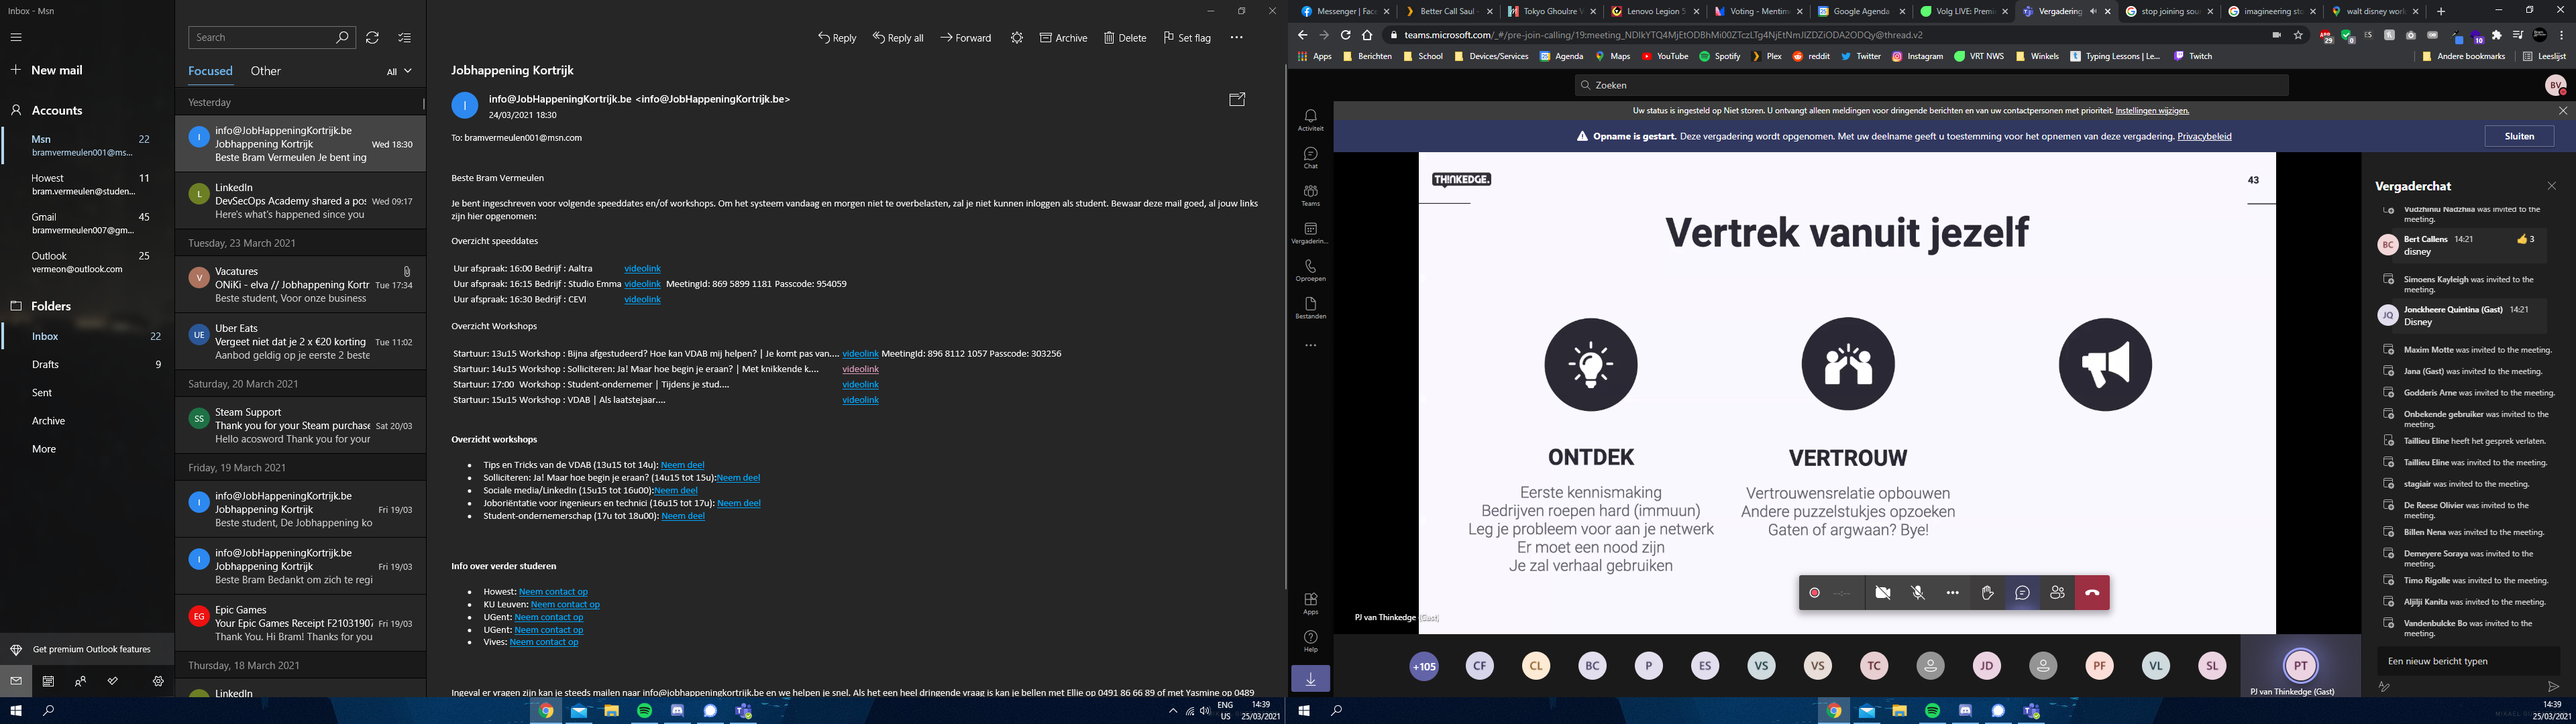 Inbox - Msn
New mail
Accounts
Msn 22
bramvermeulen001@ms...
Howest 11
bram.vermeulen@studen...
Gmail 45
bramvermeulen007@gm...
Outlook 25
vermeon@outlook.com
Folders
Inbox 22
Drafts 9
Sent
Archive
More
Get premium Outlook features
Search
Focused Other All
Yesterday
I
info@JobHappeningKortrijk.be
Jobhappening Kortrijk Wed 18:30
Beste Bram Vermeulen Je bent ing
L
LinkedIn
DevSecOps Academy shared a pos Wed 09:17
Here's what's happened since you
Tuesday, 23 March 2021
V
Vacatures
ONiKi - elva // Jobhappening Kortr Tue 17:34
Beste student, Voor onze business
UE
Uber Eats
Vergeet niet dat je 2 x €20 korting Tue 11:02
Aanbod geldig op je eerste 2 beste
Saturday, 20 March 2021
SS
Steam Support
Thank you for your Steam purchase Sat 20/03
Hello acosword Thank you for your
Friday, 19 March 2021
I
info@JobHappeningKortrijk.be
Jobhappening Kortrijk Fri 19/03
Beste student, De Jobhappening ko
I
info@JobHappeningKortrijk.be
Jobhappening Kortrijk Fri 19/03
Beste Bram Bedankt om zich te regi
EG
Epic Games
Your Epic Games Receipt F21031907 Fri 19/03
Thank You. Hi Bram! Thanks for you
Thursday, 18 March 2021
LinkedIn
Reply Reply all Forward Archive Delete Set flag
Jobhappening Kortrijk
I
info@JobHappeningKortrijk.be <info@JobHappeningKortrijk.be>
24/03/2021 18:30
To: bramvermeulen001@msn.com
Beste Bram Vermeulen
Je bent ingeschreven voor volgende speeddates en/of workshops. Om het systeem vandaag en morgen niet te overbelasten, zal je niet kunnen inloggen als student. Bewaar deze mail goed, al jouw links
zijn hier opgenomen:
Overzicht speeddates
Uur afspraak: 16:00 Bedrijf : Aaltra videolink
Uur afspraak: 16:15 Bedrijf : Studio Emma videolink MeetingId: 869 5899 1181 Passcode: 954059
Uur afspraak: 16:30 Bedrijf : CEVI videolink
Overzicht Workshops
Startuur: 13u15 Workshop : Bijna afgestudeerd? Hoe kan VDAB mij helpen? | Je komt pas van.... videolink MeetingId: 896 8112 1057 Passcode: 303256
Startuur: 14u15 Workshop : Solliciteren: Ja! Maar hoe begin je eraan? | Met knikkende k.... videolink
Startuur: 17:00 Workshop : Student-ondernemer | Tijdens je stud.... videolink
Startuur: 15u15 Workshop : VDAB | Als laatstejaar.... videolink
Overzicht workshops
• Tips en Tricks van de VDAB (13u15 tot 14u): Neem deel
• Solliciteren: Ja! Maar hoe begin je eraan? (14u15 tot 15u):Neem deel
• Sociale media/LinkedIn (15u15 tot 16u00):Neem deel
• Joboriëntatie voor ingenieurs en technici (16u15 tot 17u): Neem deel
• Student-ondernemerschap (17u tot 18u00): Neem deel
Info over verder studeren
• Howest: Neem contact op
• KU Leuven: Neem contact op
• UGent: Neem contact op
• UGent: Neem contact op
• Vives: Neem contact op
Ingeval er vragen zijn kan je steeds mailen naar info@jobhappeningkortrijk.be en we helpen je snel. Als het een heel dringende vraag is kan je bellen met Ellie op 0491 86 66 89 of met Yasmine op 0489
ENG
US
14:39
25/03/2021
Messenger | Fac Better Call Saul - Tokyo Ghoul:re V Lenovo Legion 5 Voting - Mentime Google Agenda Volg LIVE: Premi Vergadering stop joining sou imagineering sto walt disney worl
teams.microsoft.com/_#/pre-join-calling/19:meeting_NDlkYTQ4MjEtODBhMi00ZTczLTg4NjEtNmJlZDZiODA2ODQy@thread.v2
Apps Berichten School Devices/Services Agenda Maps YouTube Spotify Plex reddit Twitter Instagram VRT NWS Winkels Typing Lessons | Le... Twitch Andere bookmarks Leeslijst
Zoeken
BV
Uw status is ingesteld op Niet storen. U ontvangt alleen meldingen voor dringende berichten en van uw contactpersonen met prioriteit. Instellingen wijzigen.
Opname is gestart. Deze vergadering wordt opgenomen. Met uw deelname geeft u toestemming voor het opnemen van deze vergadering. Privacybeleid
Sluiten
Activiteit
Chat
Teams
Vergaderin...
Oproepen
Bestanden
Apps
Help
TH!NKEDGE.
43
Vertrek vanuit jezelf
ONTDEK
Eerste kennismaking
Bedrijven roepen hard (immuun)
Leg je probleem voor aan je netwerk
Er moet een nood zijn
Je zal verhaal gebruiken
VERTROUW
Vertrouwensrelatie opbouwen
Andere puzzelstukjes opzoeken
Gaten of argwaan? Bye!
--:--
PJ van Thinkedge (Gast)
+105 CF CL BC P ES VS VS TC JD PF VL SL PT
PJ van Thinkedge (Gast)
Vergaderchat
Vudzhiniu Nadzhiia was invited to the
meeting.
BC
Bert Callens 14:21 3
disney
Simoens Kayleigh was invited to the
meeting.
JQ
Jonckheere Quintina (Gast) 14:21
Disney
Maxim Motte was invited to the meeting.
Jana (Gast) was invited to the meeting.
Godderis Arne was invited to the meeting.
Onbekende gebruiker was invited to the
meeting.
Taillieu Eline heeft het gesprek verlaten.
Taillieu Eline was invited to the meeting.
stagiair was invited to the meeting.
De Reese Olivier was invited to the
meeting.
Billen Nena was invited to the meeting.
Demeyere Soraya was invited to the
meeting.
Timo Rigolle was invited to the meeting.
Aljilji Kanita was invited to the meeting.
Vandenbulcke Bo was invited to the
meeting.
Een nieuw bericht typen
14:39
25/03/2021